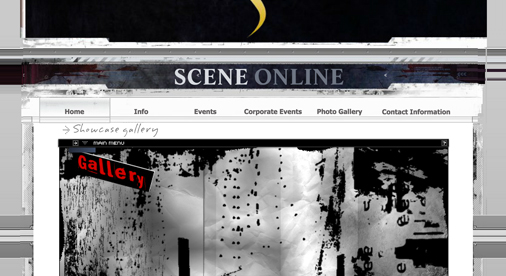 SCENE ONLINE
Home Info Events Corporate Events Photo Gallery Contact Information
Showcase gallery
MAIN MENU
Gallery